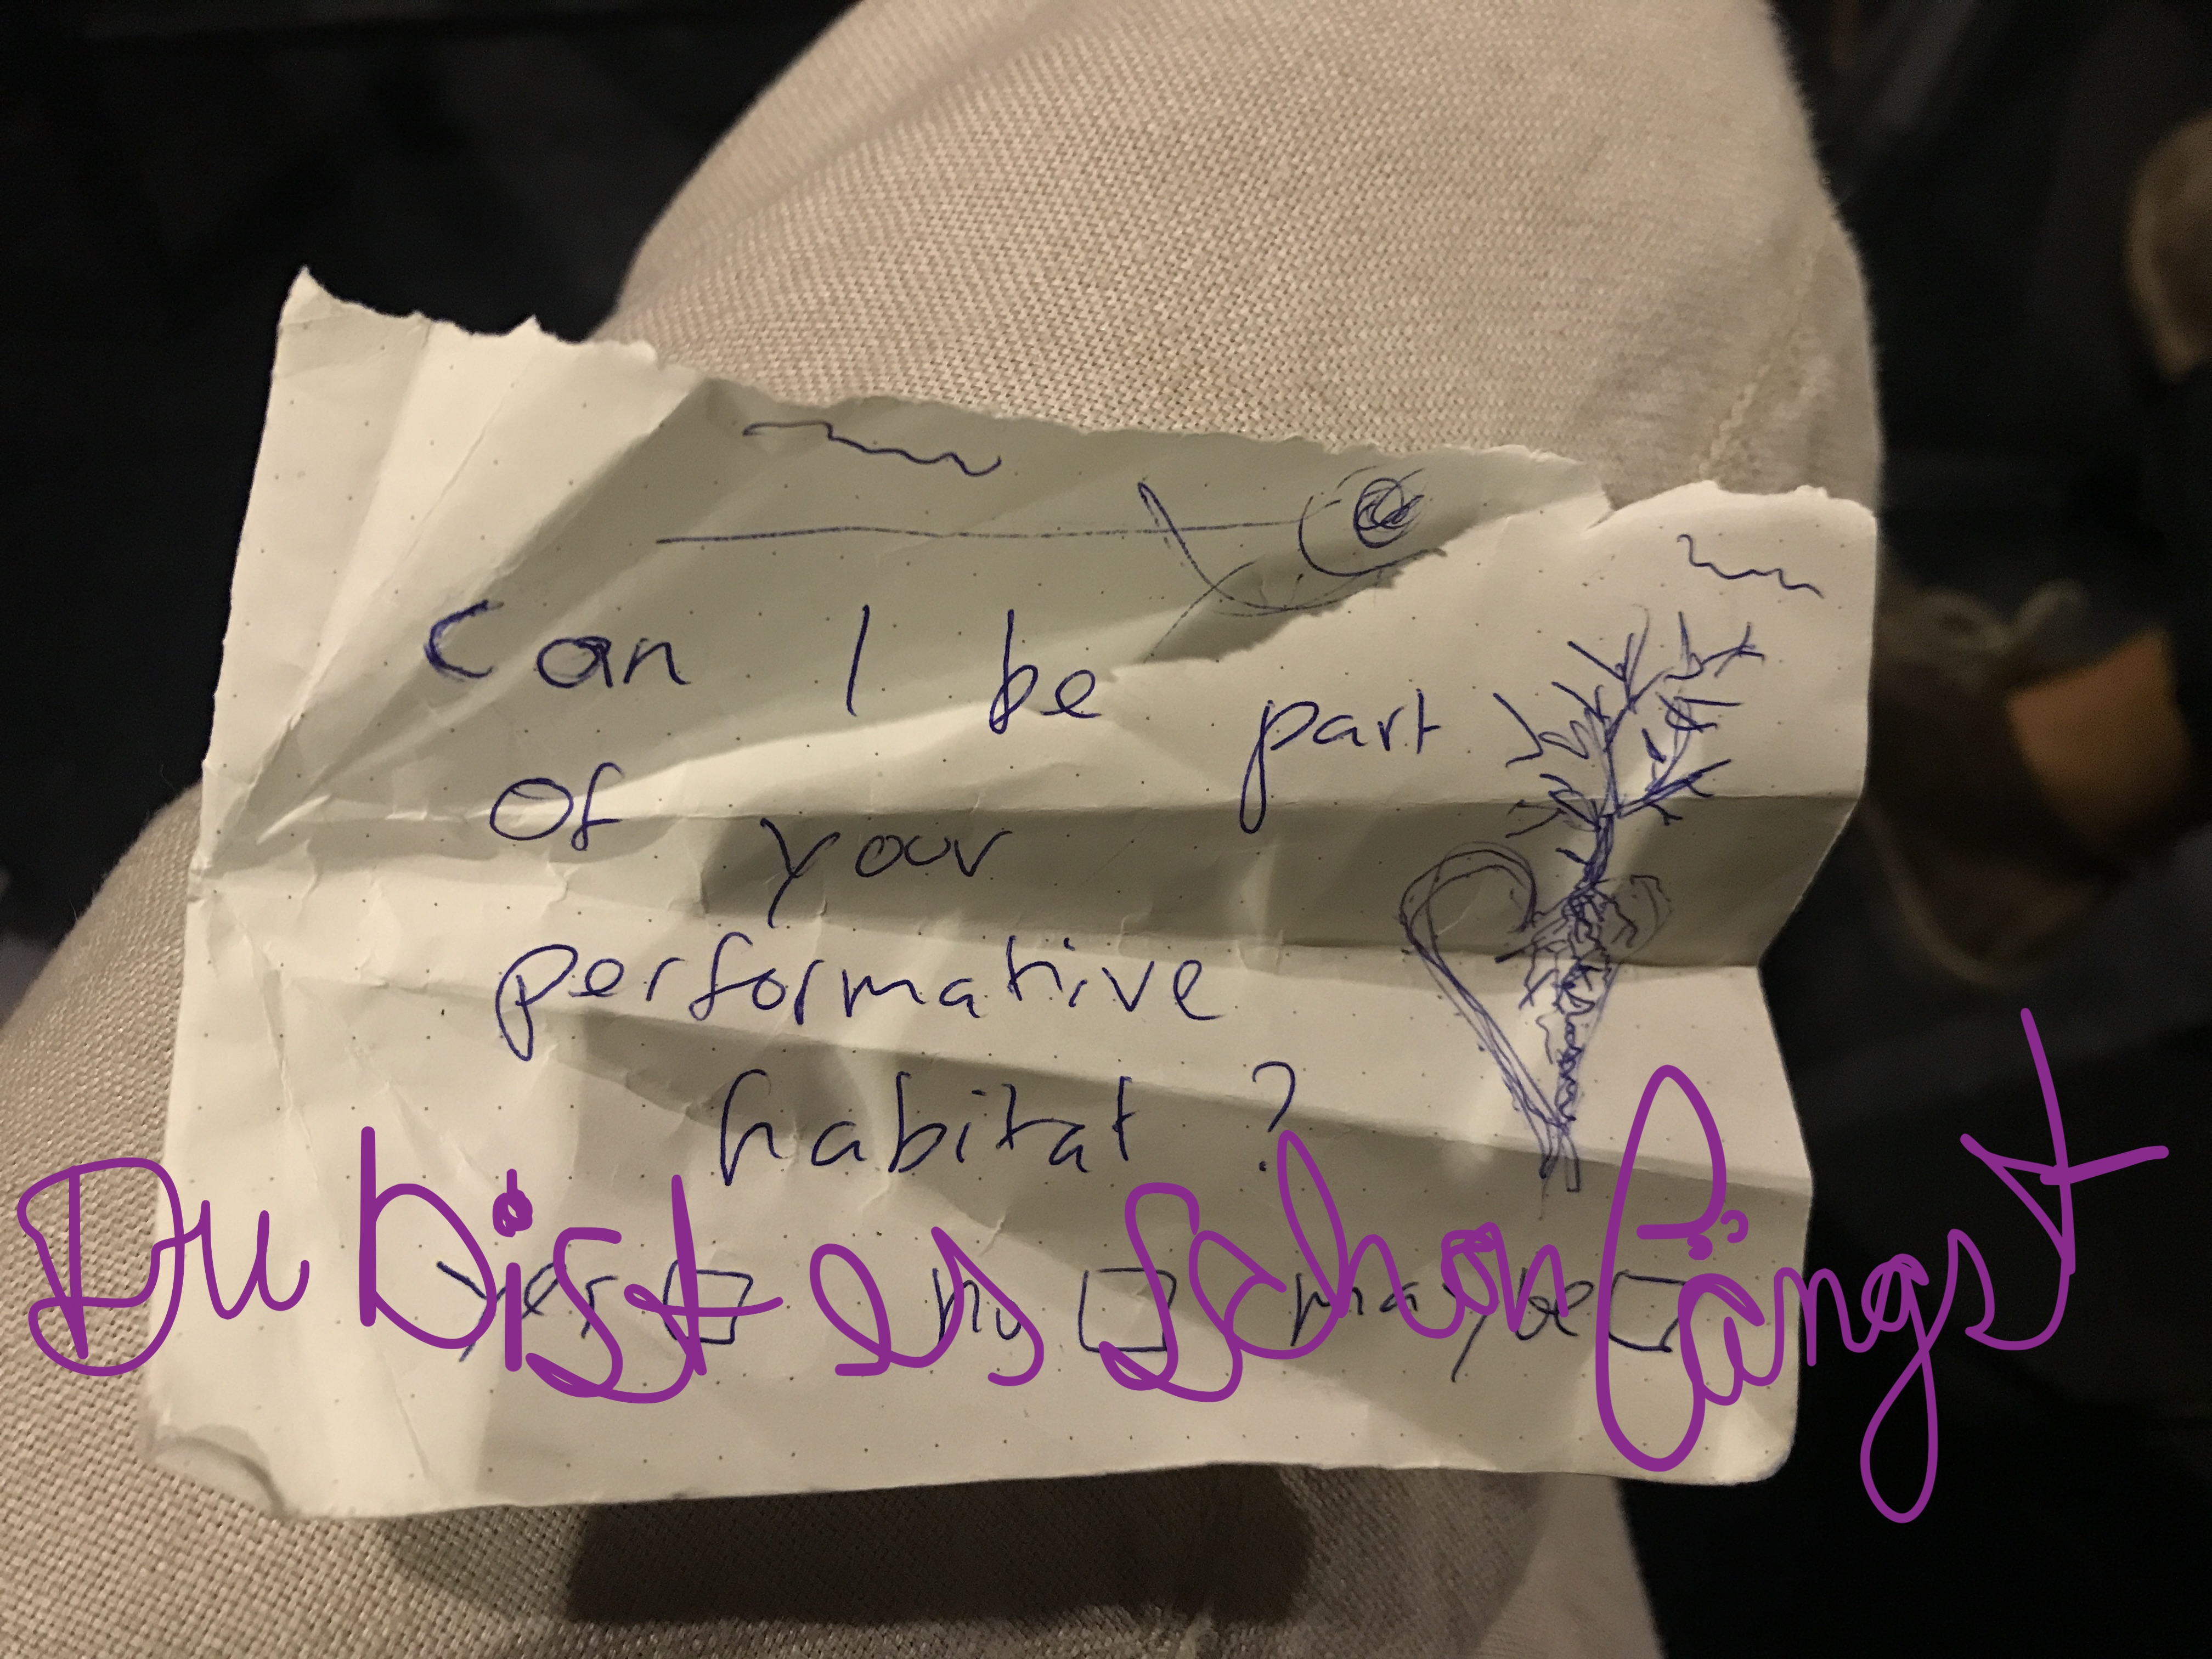 Can I be part
of your
performative
habitat?
yes no maybe
Du bist es schon längst